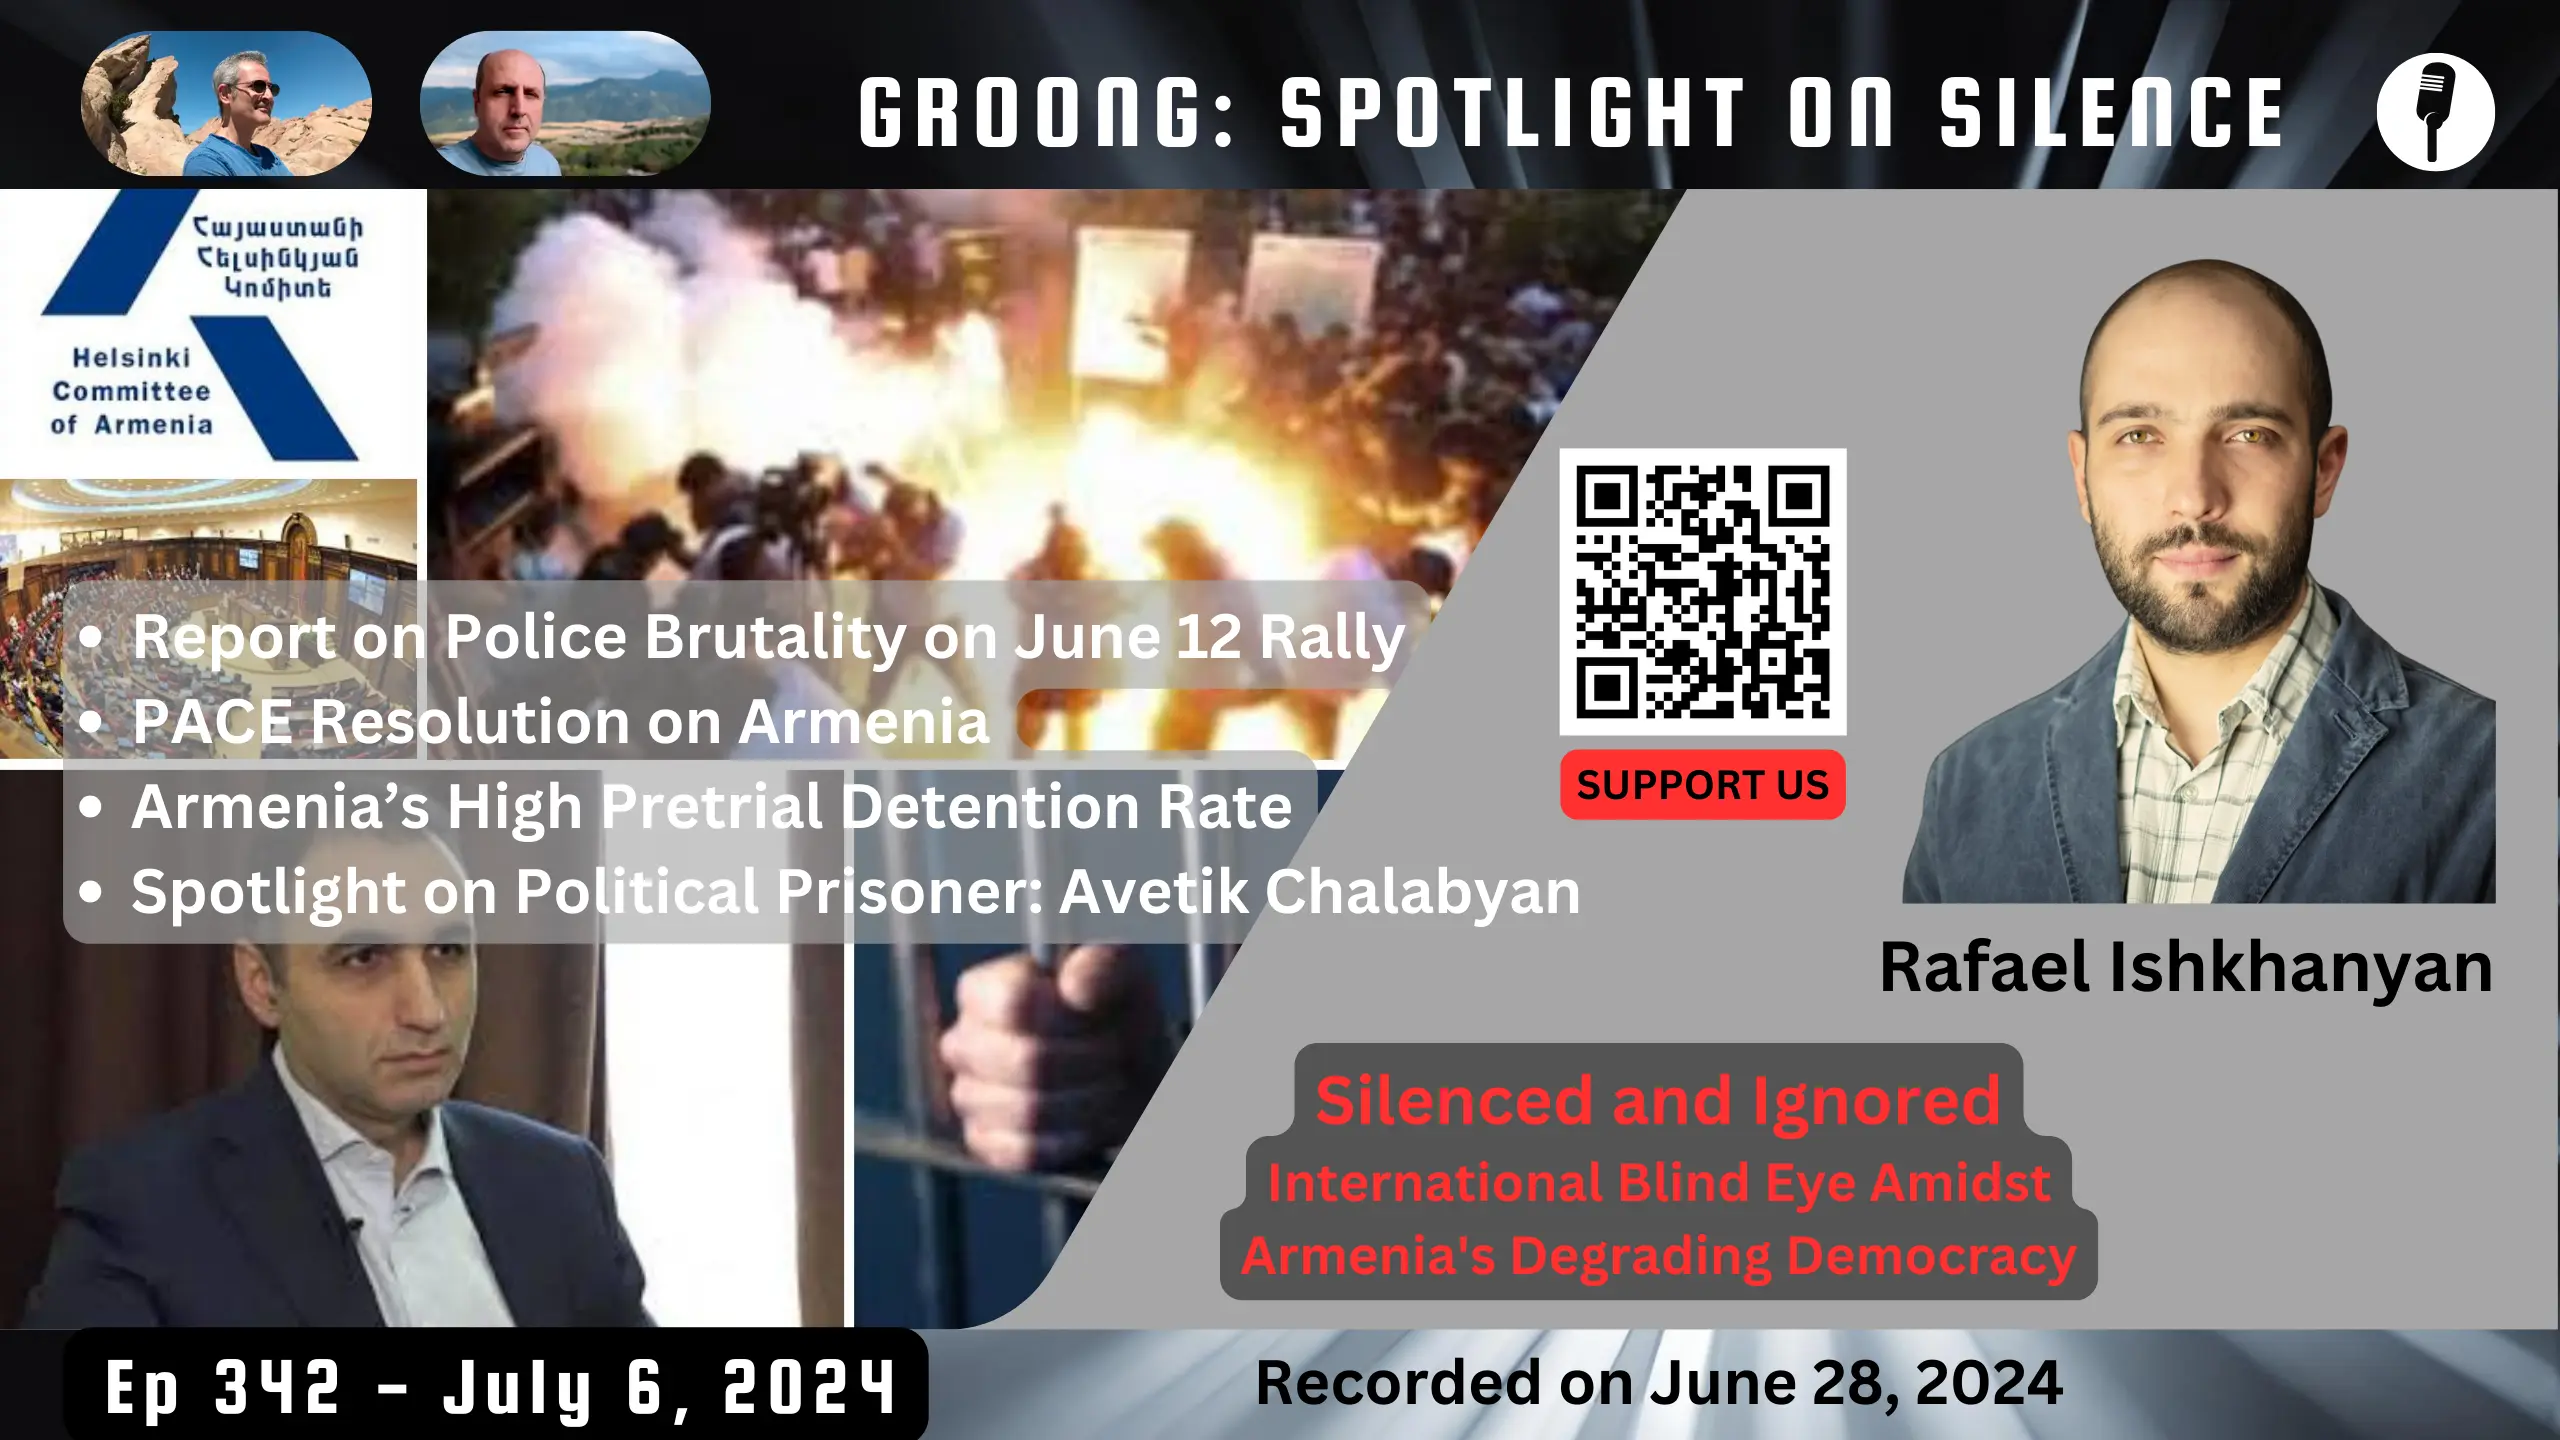 GROONG: SPOTLIGHT ON SILENCE
Հայաստանի
Հելսինկյան
Կոմիտե
Helsinki
Committee
of Armenia
• Report on Police Brutality on June 12 Rally
• PACE Resolution on Armenia
• Armenia’s High Pretrial Detention Rate
• Spotlight on Political Prisoner: Avetik Chalabyan
SUPPORT US
Rafael Ishkhanyan
Silenced and Ignored
International Blind Eye Amidst
Armenia's Degrading Democracy
Ep 342 - July 6, 2024
Recorded on June 28, 2024